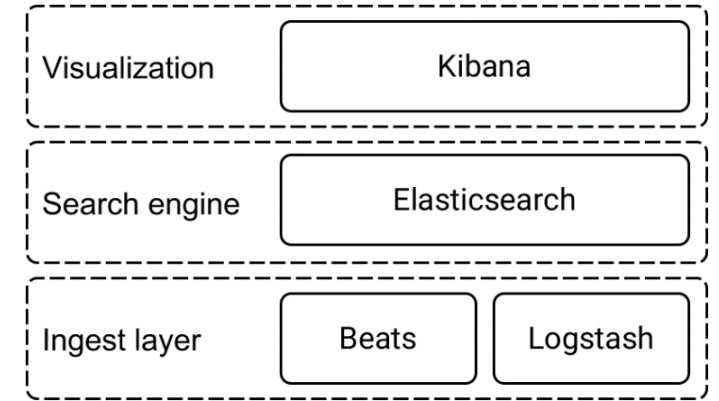 Visualization
Kibana
Search engine
Elasticsearch
Ingest layer
Beats
Logstash